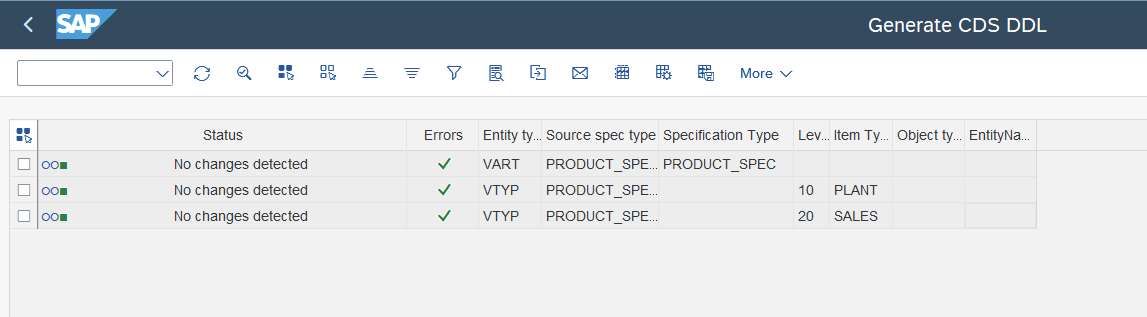 SAP Generate CDS DDL
More
Status Errors Entity ty... Source spec type Specification Type Lev... Item Ty... Object ty... EntityNa...
No changes detected VART PRODUCT_SPE... PRODUCT_SPEC
No changes detected VTYP PRODUCT_SPE... 10 PLANT
No changes detected VTYP PRODUCT_SPE... 20 SALES